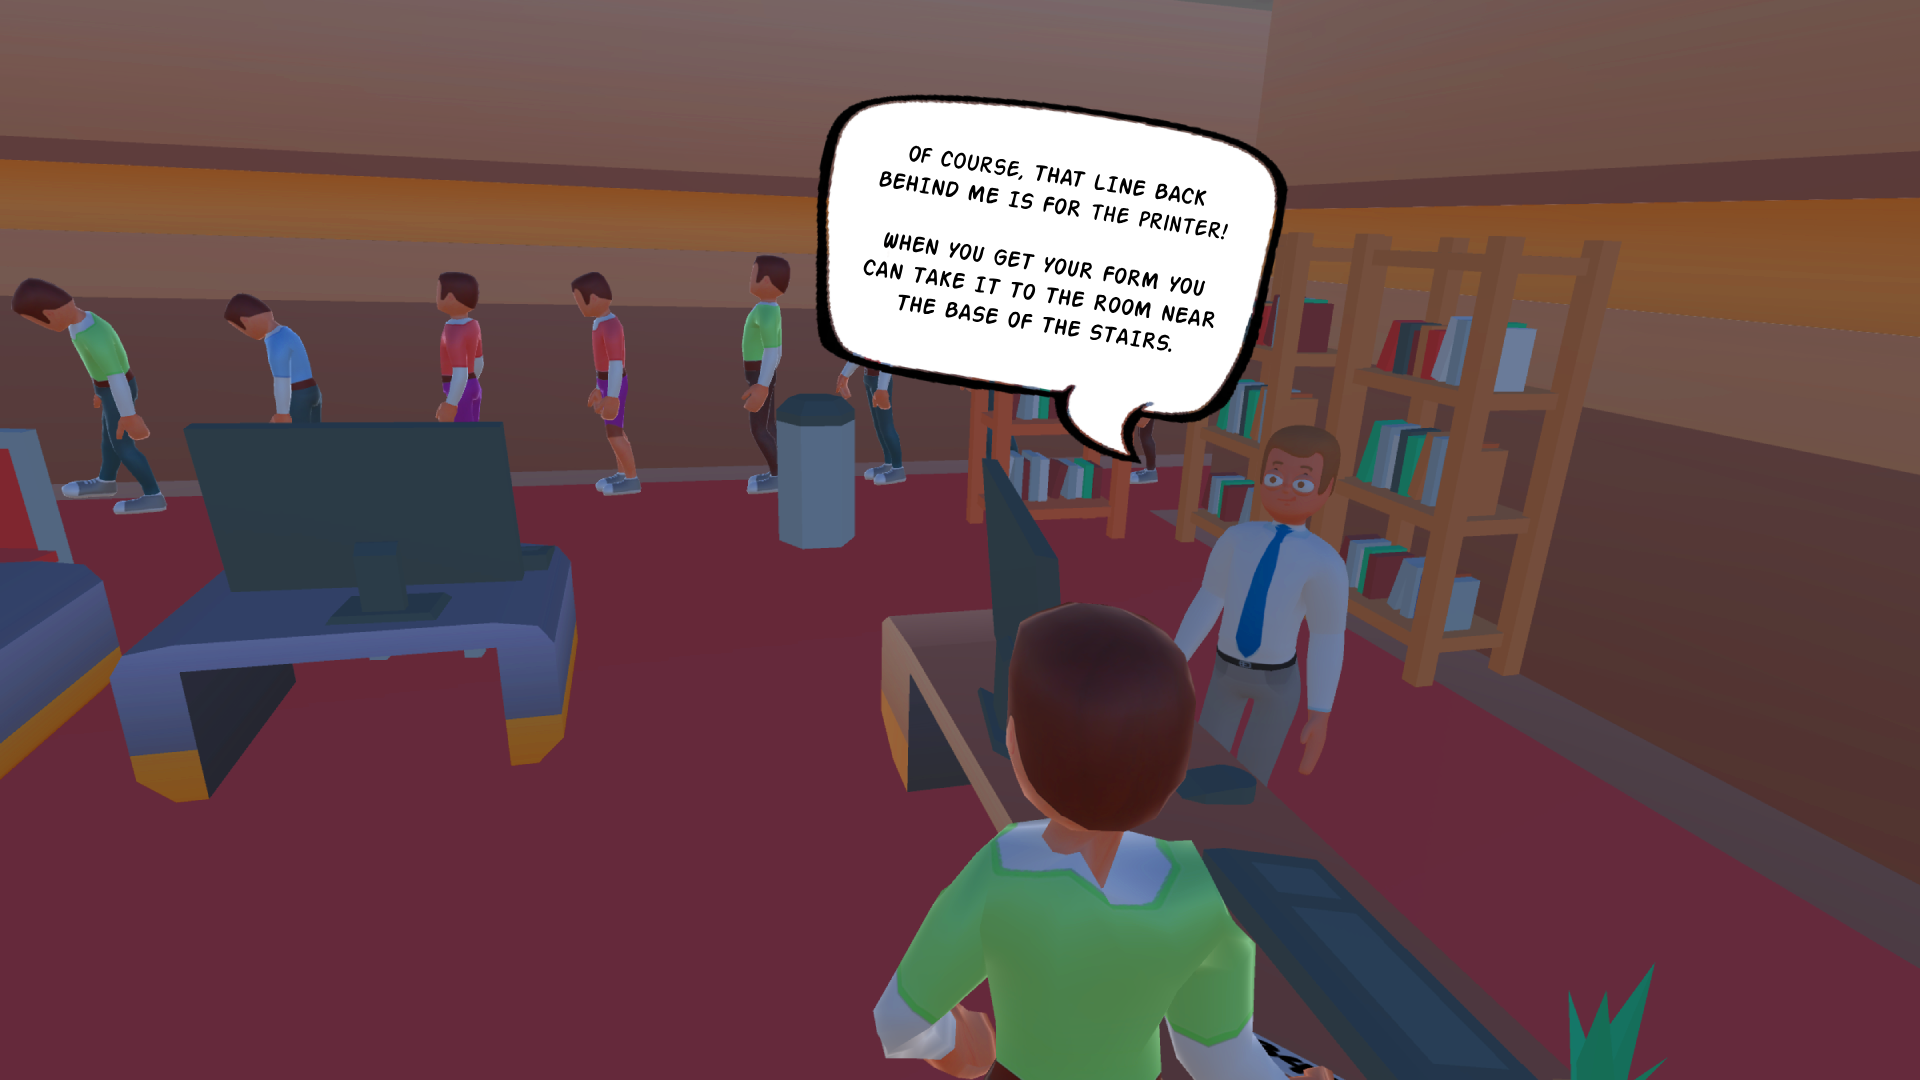 OF COURSE, THAT LINE BACK
BEHIND ME IS FOR THE PRINTER!
WHEN YOU GET YOUR FORM YOU
CAN TAKE IT TO THE ROOM NEAR
THE BASE OF THE STAIRS.